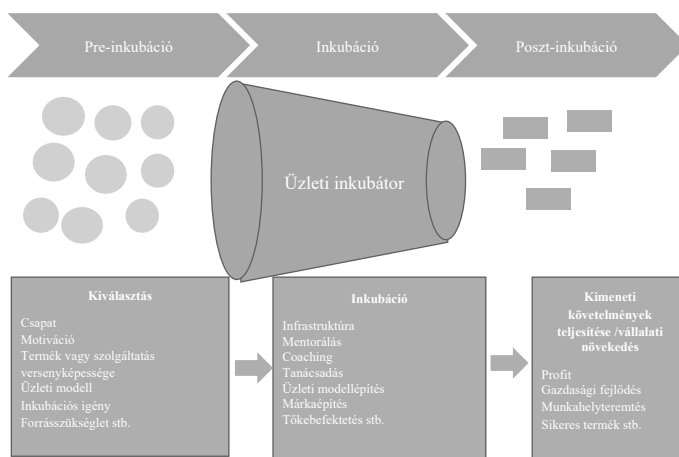 Pre-inkubáció
Inkubáció
Poszt-inkubáció
Üzleti inkubátor
Kiválasztás
Csapat
Motiváció
Termék vagy szolgáltatás
versenyképessége
Üzleti modell
Inkubációs igény
Forrásszükséglet stb.
Inkubáció
Infrastruktúra
Mentorálás
Coaching
Tanácsadás
Üzleti modellépítés
Márkaépítés
Tőkebefektetés stb.
Kimeneti
követelmények
teljesítése /vállalati
növekedés
Profit
Gazdasági fejlődés
Munkahelyteremtés
Sikeres termék stb.